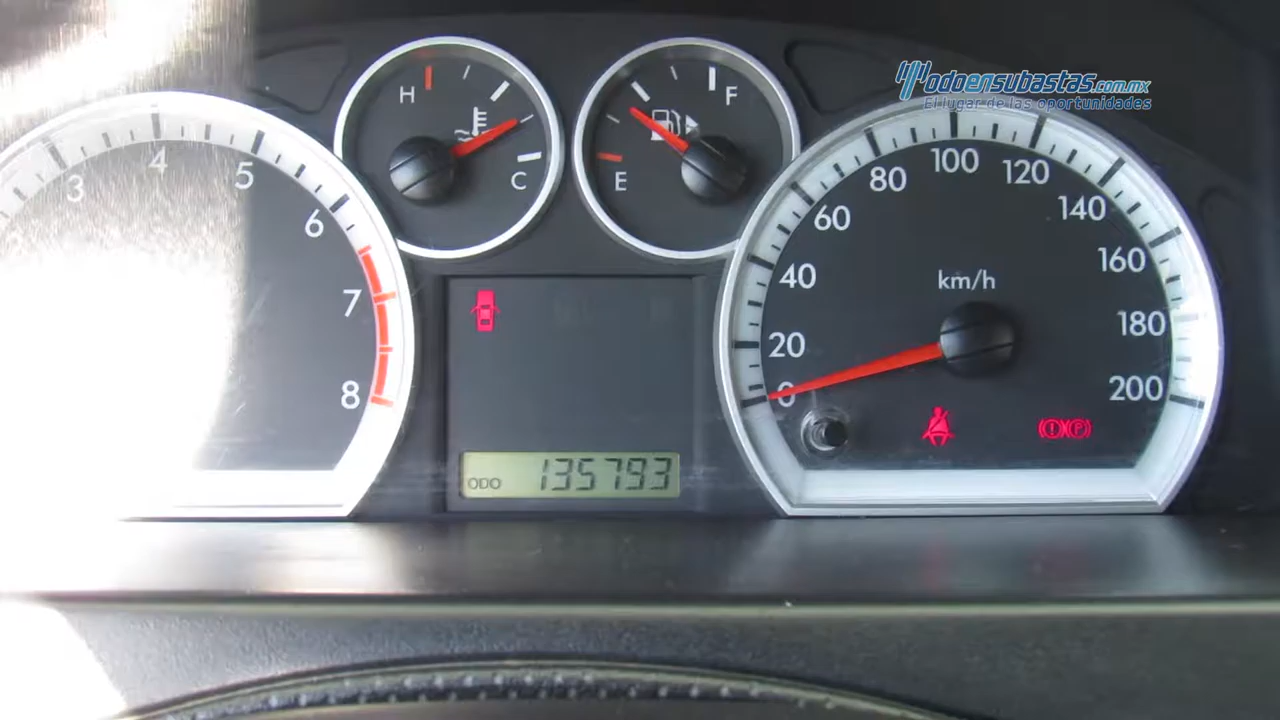 Todoensubastas.com.mx
El lugar de las oportunidades
H
C
E
F
3
4
5
6
7
8
0
20
40
60
80
100
120
140
160
180
200
km/h
ODO 135793
(!)(P)